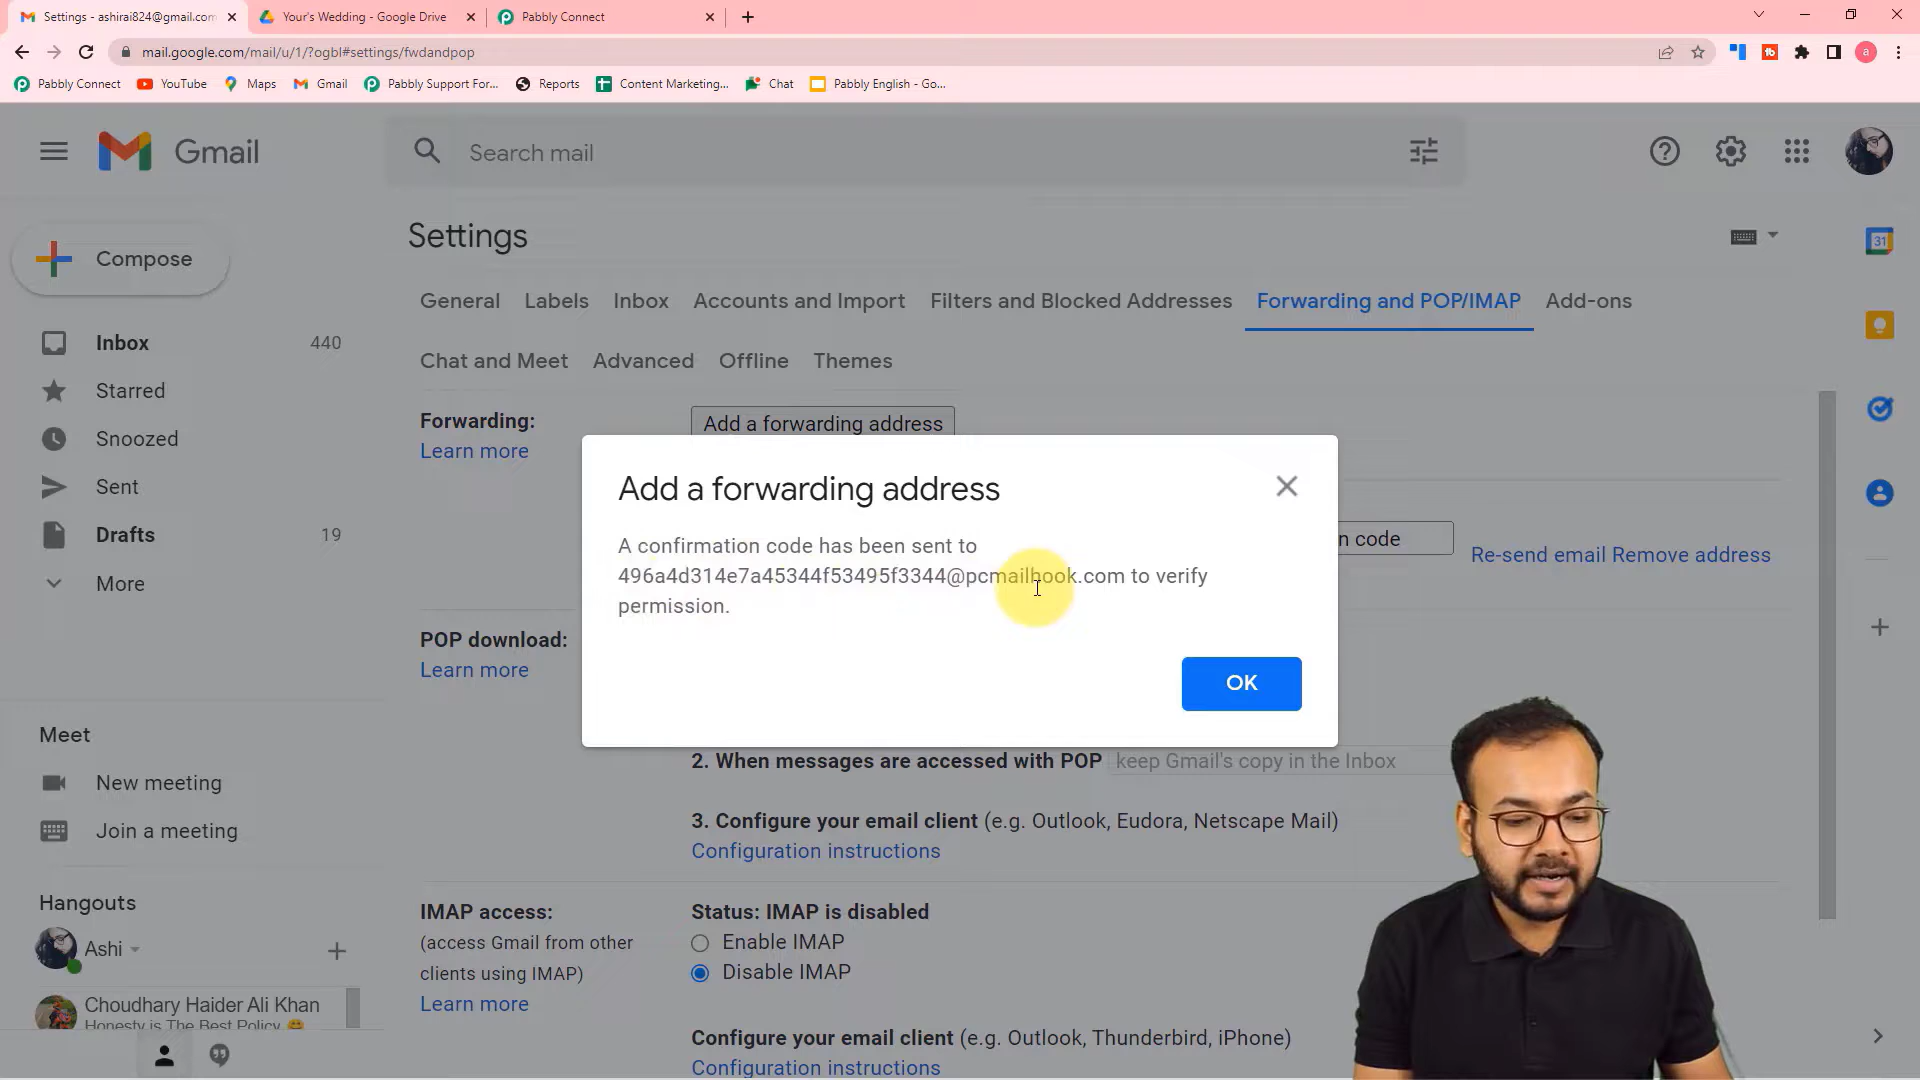 Settings - ashirai824@gmail.com
Your's Wedding - Google Drive
Pabbly Connect
mail.google.com/mail/u/1/?ogbl#settings/fwdandpop
Pabbly Connect
YouTube
Maps
Gmail
Pabbly Support For...
Reports
Content Marketing...
Chat
Pabbly English - Go...
a
Gmail
Search mail
Compose
Settings
31
General
Labels
Inbox
Accounts and Import
Filters and Blocked Addresses
Forwarding and POP/IMAP
Add-ons
Chat and Meet
Advanced
Offline
Themes
Inbox 440
Starred
Snoozed
Sent
Drafts 19
More
Forwarding:
Learn more
Add a forwarding address
n code
Re-send email Remove address
Add a forwarding address
A confirmation code has been sent to
496a4d314e7a45344f53495f3344@pcmailhook.com to verify
permission.
OK
POP download:
Learn more
2. When messages are accessed with POP keep Gmail's copy in the Inbox
3. Configure your email client (e.g. Outlook, Eudora, Netscape Mail)
Configuration instructions
Meet
New meeting
Join a meeting
Hangouts
Ashi
Choudhary Haider Ali Khan
Honesty is The Best Policy
IMAP access:
(access Gmail from other
clients using IMAP)
Learn more
Status: IMAP is disabled
Enable IMAP
Disable IMAP
Configure your email client (e.g. Outlook, Thunderbird, iPhone)
Configuration instructions